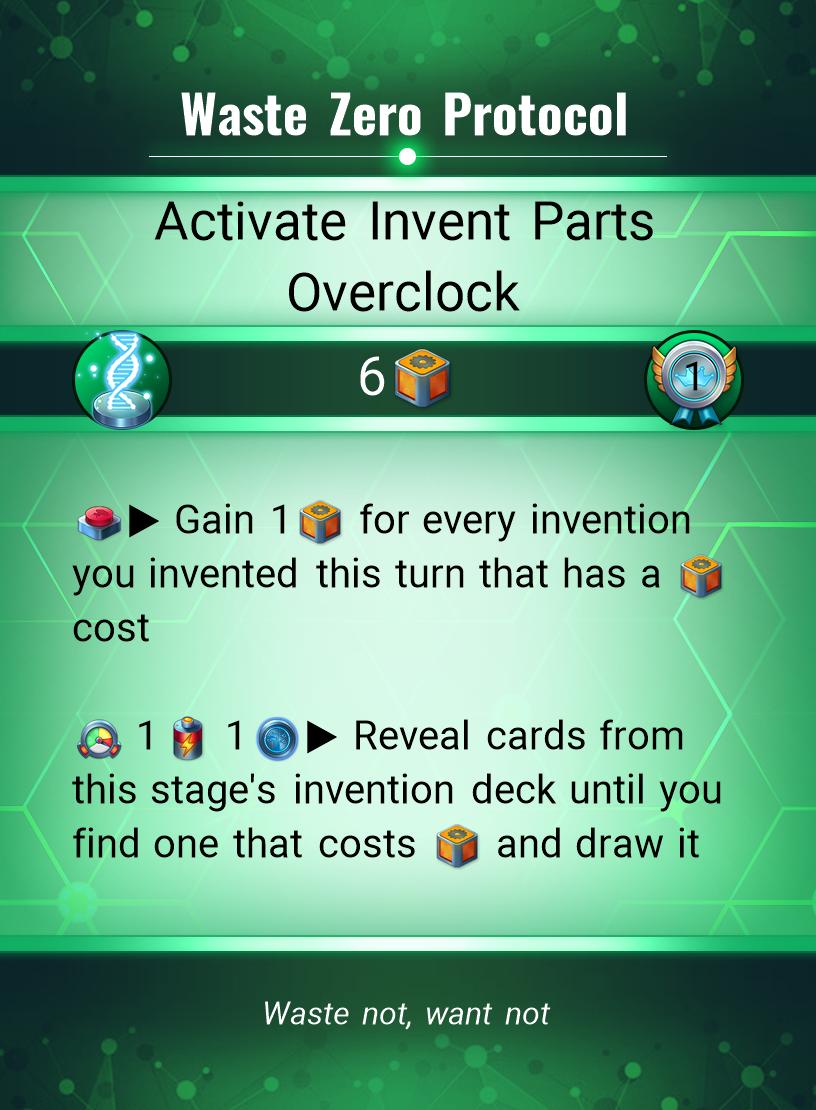 Waste Zero Protocol
Activate Invent Parts
Overclock
6
1
▶ Gain 1 for every invention
you invented this turn that has a
cost
1 1 ▶ Reveal cards from
this stage's invention deck until you
find one that costs and draw it
Waste not, want not